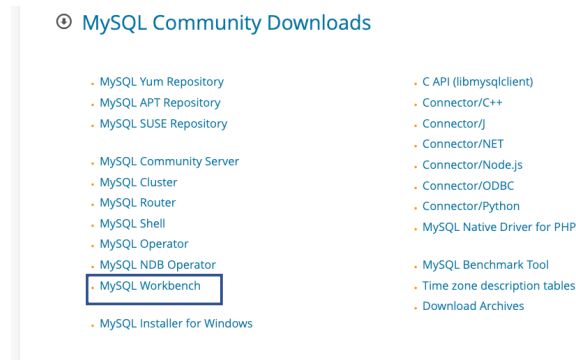 MySQL Community Downloads
MySQL Yum Repository
MySQL APT Repository
MySQL SUSE Repository
MySQL Community Server
MySQL Cluster
MySQL Router
MySQL Shell
MySQL Operator
MySQL NDB Operator
MySQL Workbench
MySQL Installer for Windows
C API (libmysqlclient)
Connector/C++
Connector/J
Connector/NET
Connector/Node.js
Connector/ODBC
Connector/Python
MySQL Native Driver for PHP
MySQL Benchmark Tool
Time zone description tables
Download Archives